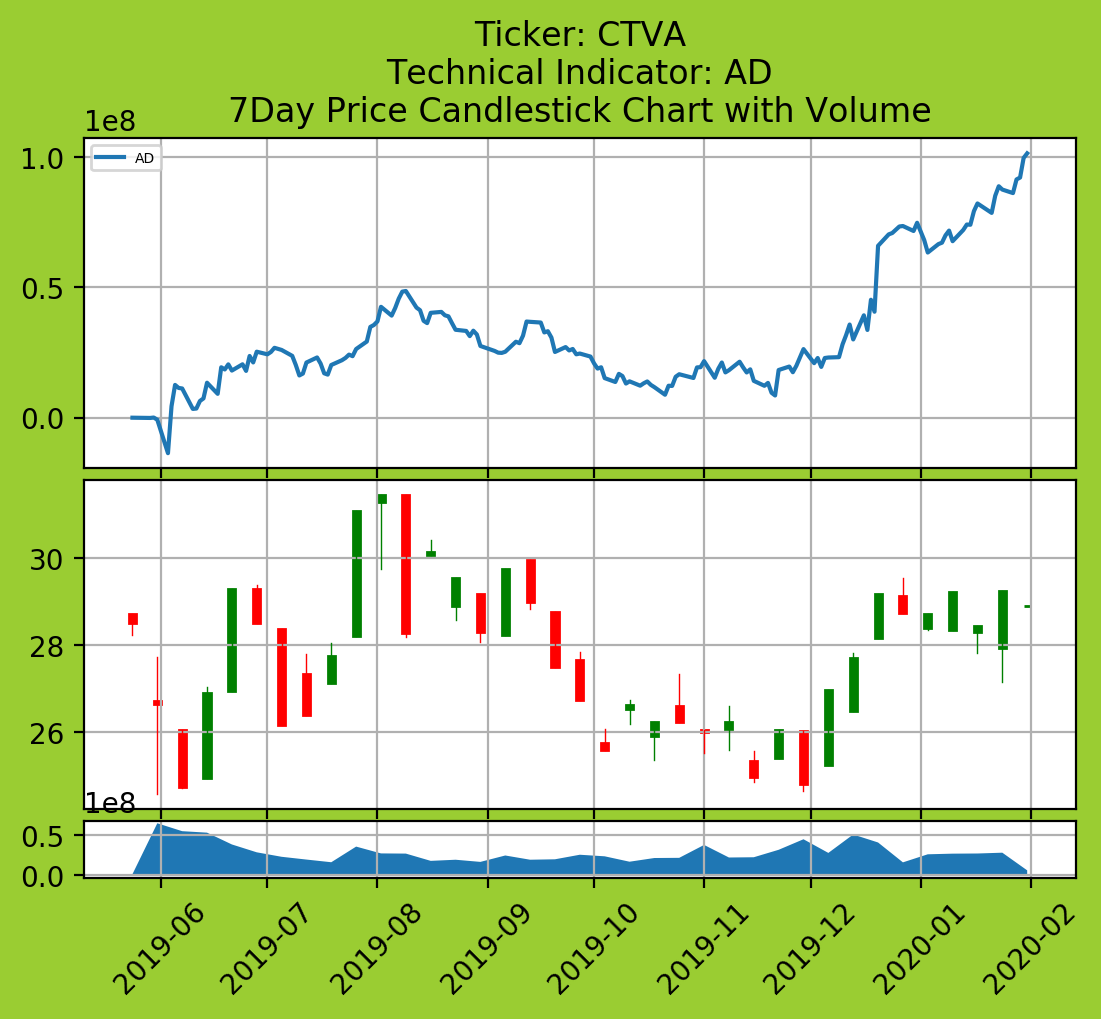 Ticker: CTVA
Technical Indicator: AD
7Day Price Candlestick Chart with Volume
1e8
AD
1.0
0.5
0.0
30
28
26
1e8
0.5
0.0
2019-06
2019-07
2019-08
2019-09
2019-10
2019-11
2019-12
2020-01
2020-02